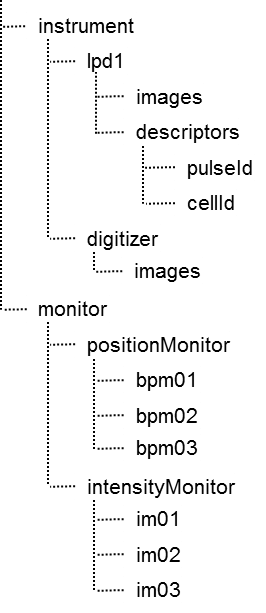 instrument
lpd1
images
descriptors
pulseId
cellId
digitizer
images
monitor
positionMonitor
bpm01
bpm02
bpm03
intensityMonitor
im01
im02
im03